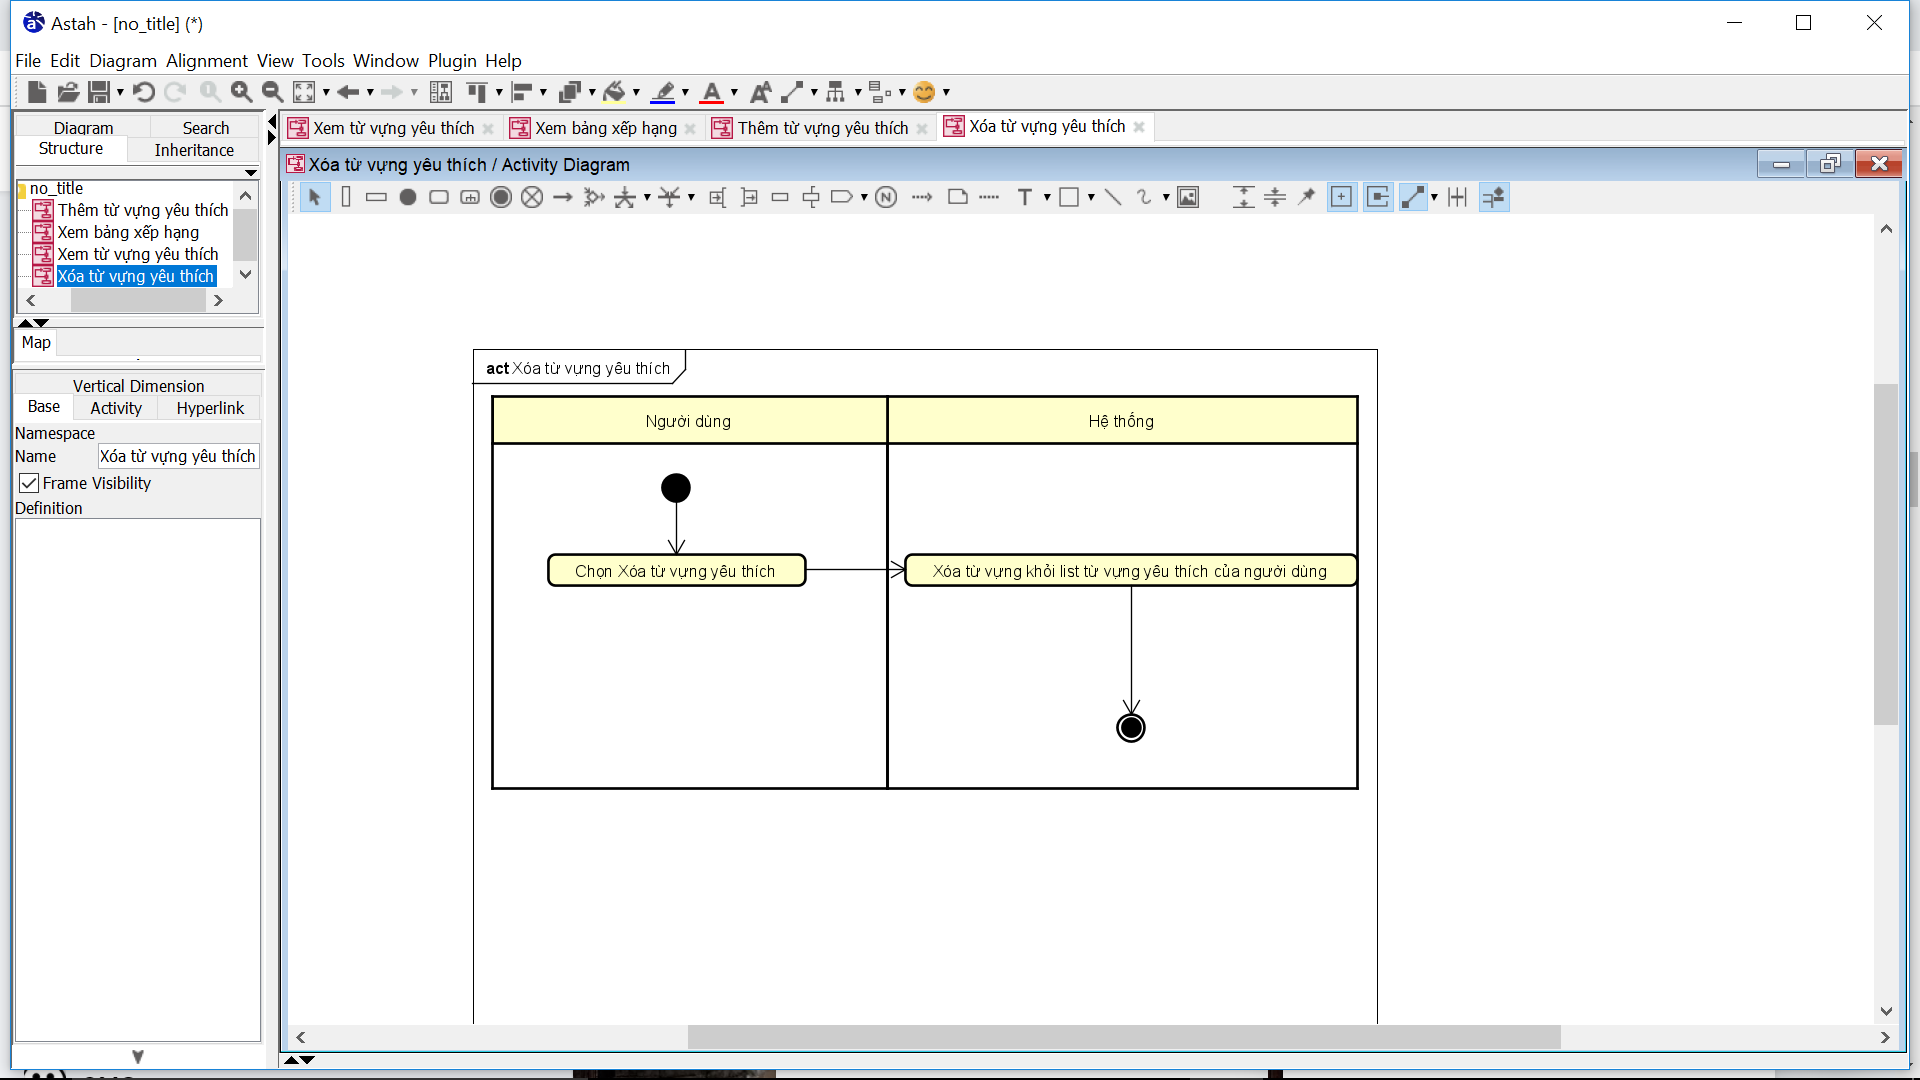 Astah - [no_title] (*)
File Edit Diagram Alignment View Tools Window Plugin Help
Diagram Search
Structure Inheritance
no_title
Thêm từ vựng yêu thích
Xem bảng xếp hạng
Xem từ vựng yêu thích
Xóa từ vựng yêu thích
Map
Vertical Dimension
Base Activity Hyperlink
Namespace
Name Xóa từ vựng yêu thích
Frame Visibility
Definition
Xem từ vựng yêu thích Xem bảng xếp hạng Thêm từ vựng yêu thích Xóa từ vựng yêu thích
Xóa từ vựng yêu thích / Activity Diagram
act Xóa từ vựng yêu thích
Người dùng Hệ thống
Chọn Xóa từ vựng yêu thích Xóa từ vựng khỏi list từ vựng yêu thích của người dùng